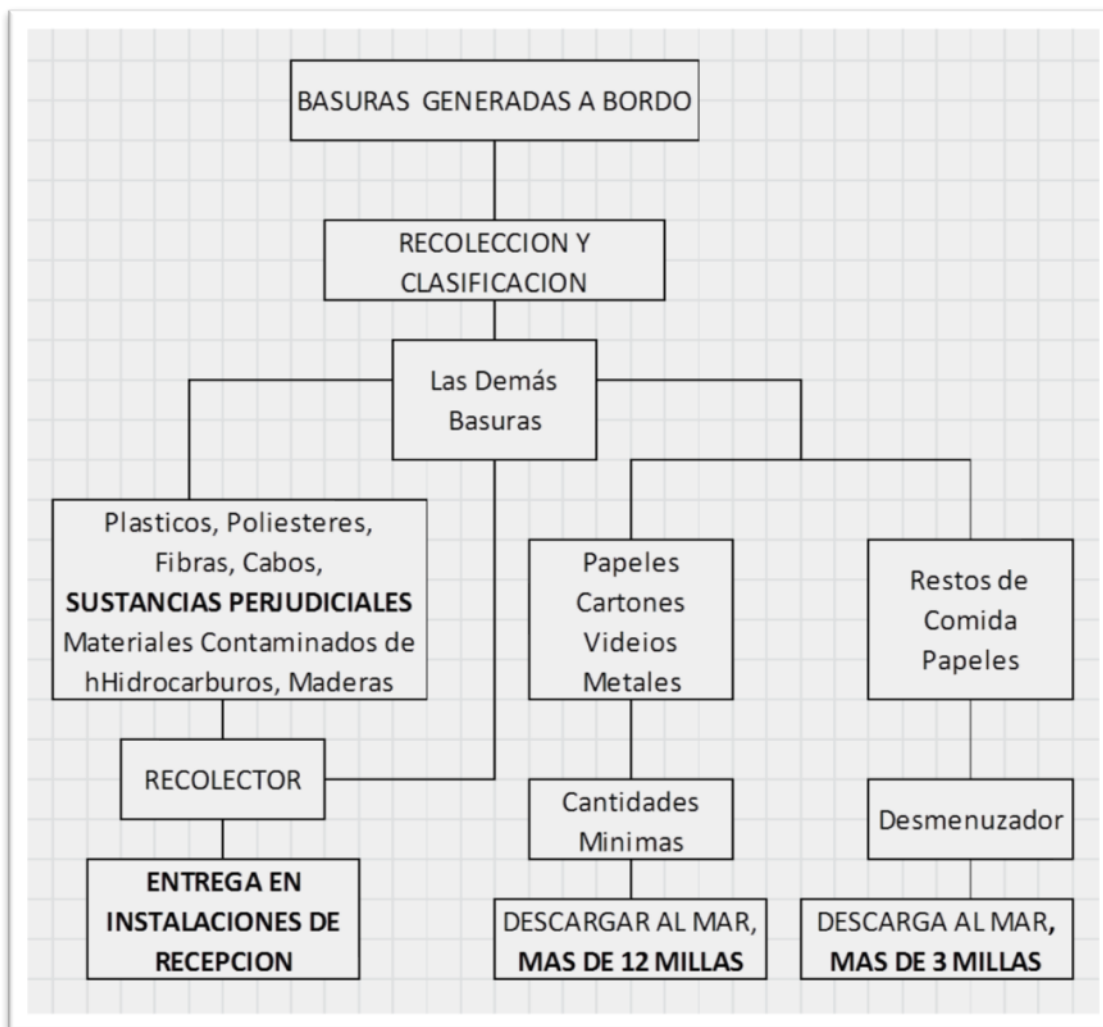 BASURAS GENERADAS A BORDO
RECOLECCION Y
CLASIFICACION
Las Demás
Basuras
Plasticos, Poliesteres,
Fibras, Cabos,
SUSTANCIAS PERJUDICIALES
Materiales Contaminados de
hHidrocarburos, Maderas
Papeles
Cartones
Videios
Metales
Restos de
Comida
Papeles
RECOLECTOR
Cantidades
Minimas
Desmenuzador
ENTREGA EN
INSTALACIONES DE
RECEPCION
DESCARGAR AL MAR,
MAS DE 12 MILLAS
DESCARGA AL MAR,
MAS DE 3 MILLAS